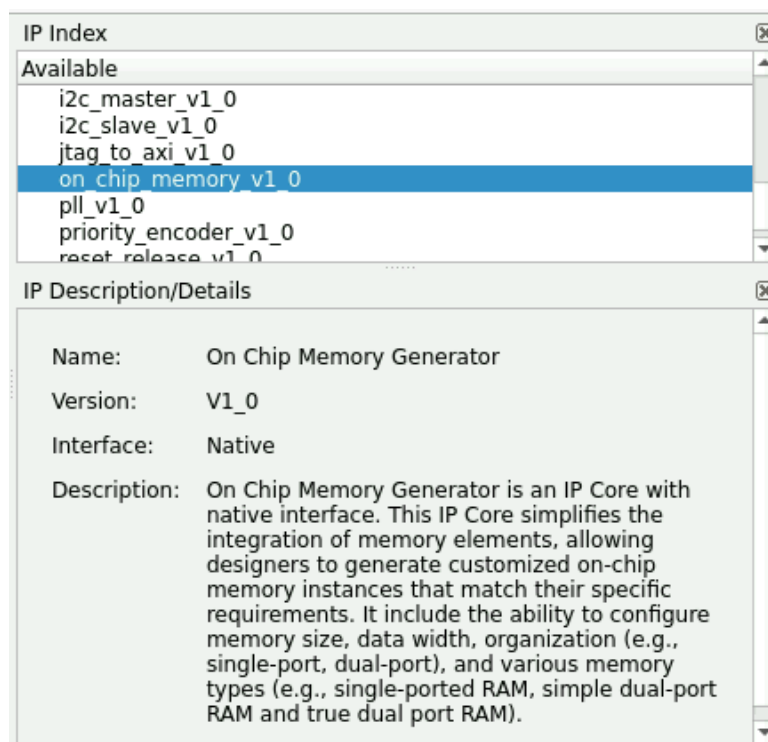 IP Index
Available
i2c_master_v1_0
i2c_slave_v1_0
jtag_to_axi_v1_0
on_chip_memory_v1_0
pll_v1_0
priority_encoder_v1_0
reset_release_v1_0
IP Description/Details
Name: On Chip Memory Generator
Version: V1_0
Interface: Native
Description: On Chip Memory Generator is an IP Core with
native interface. This IP Core simplifies the
integration of memory elements, allowing
designers to generate customized on-chip
memory instances that match their specific
requirements. It include the ability to configure
memory size, data width, organization (e.g.,
single-port, dual-port), and various memory
types (e.g., single-ported RAM, simple dual-port
RAM and true dual port RAM).